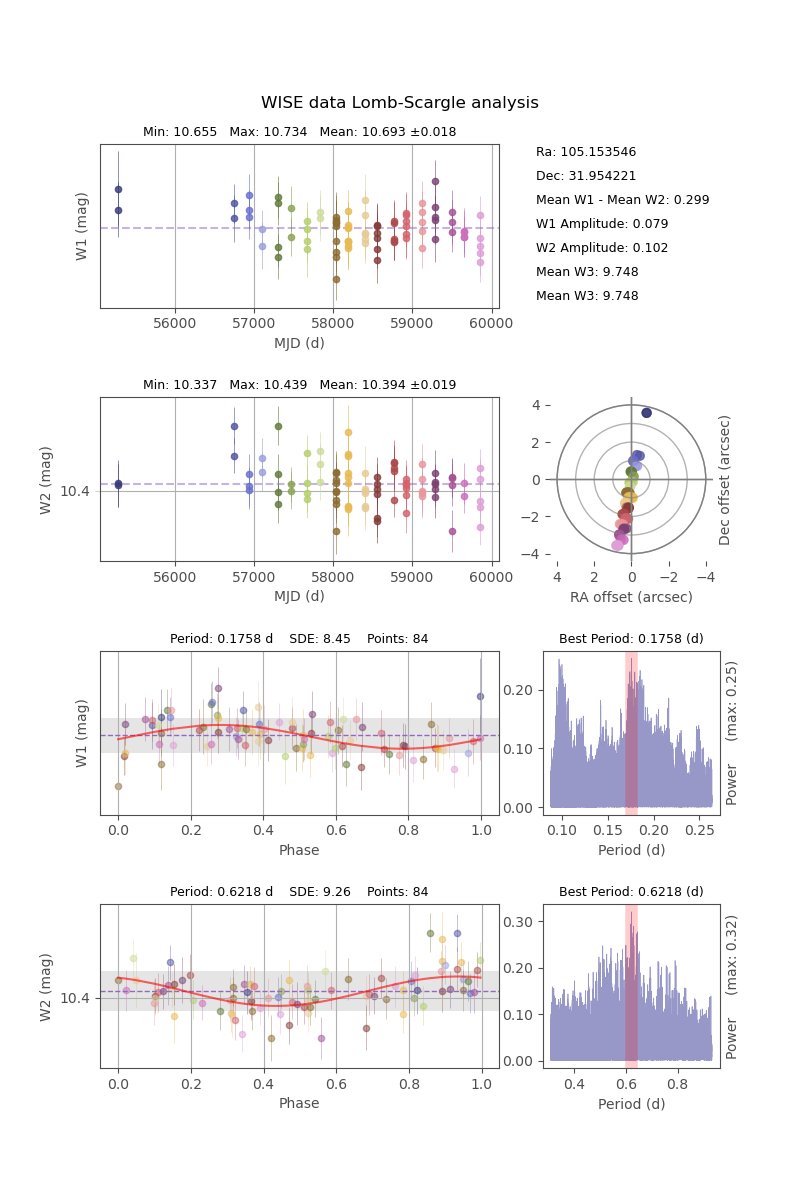 WISE data Lomb-Scargle analysis
Min: 10.655 Max: 10.734 Mean: 10.693 ±0.018
W1 (mag)
56000 57000 58000 59000 60000
MJD (d)
Ra: 105.153546
Dec: 31.954221
Mean W1 - Mean W2: 0.299
W1 Amplitude: 0.079
W2 Amplitude: 0.102
Mean W3: 9.748
Mean W3: 9.748
Min: 10.337 Max: 10.439 Mean: 10.394 ±0.019
W2 (mag)
10.4
56000 57000 58000 59000 60000
MJD (d)
4
2
0
−2
−4
4 2 0 −2 −4
RA offset (arcsec)
Dec offset (arcsec)
Period: 0.1758 d SDE: 8.45 Points: 84
W1 (mag)
0.0 0.2 0.4 0.6 0.8 1.0
Phase
Best Period: 0.1758 (d)
0.20
0.10
0.00
0.10 0.15 0.20 0.25
Period (d)
Power (max: 0.25)
Period: 0.6218 d SDE: 9.26 Points: 84
W2 (mag)
10.4
0.0 0.2 0.4 0.6 0.8 1.0
Phase
Best Period: 0.6218 (d)
0.30
0.20
0.10
0.00
0.4 0.6 0.8
Period (d)
Power (max: 0.32)